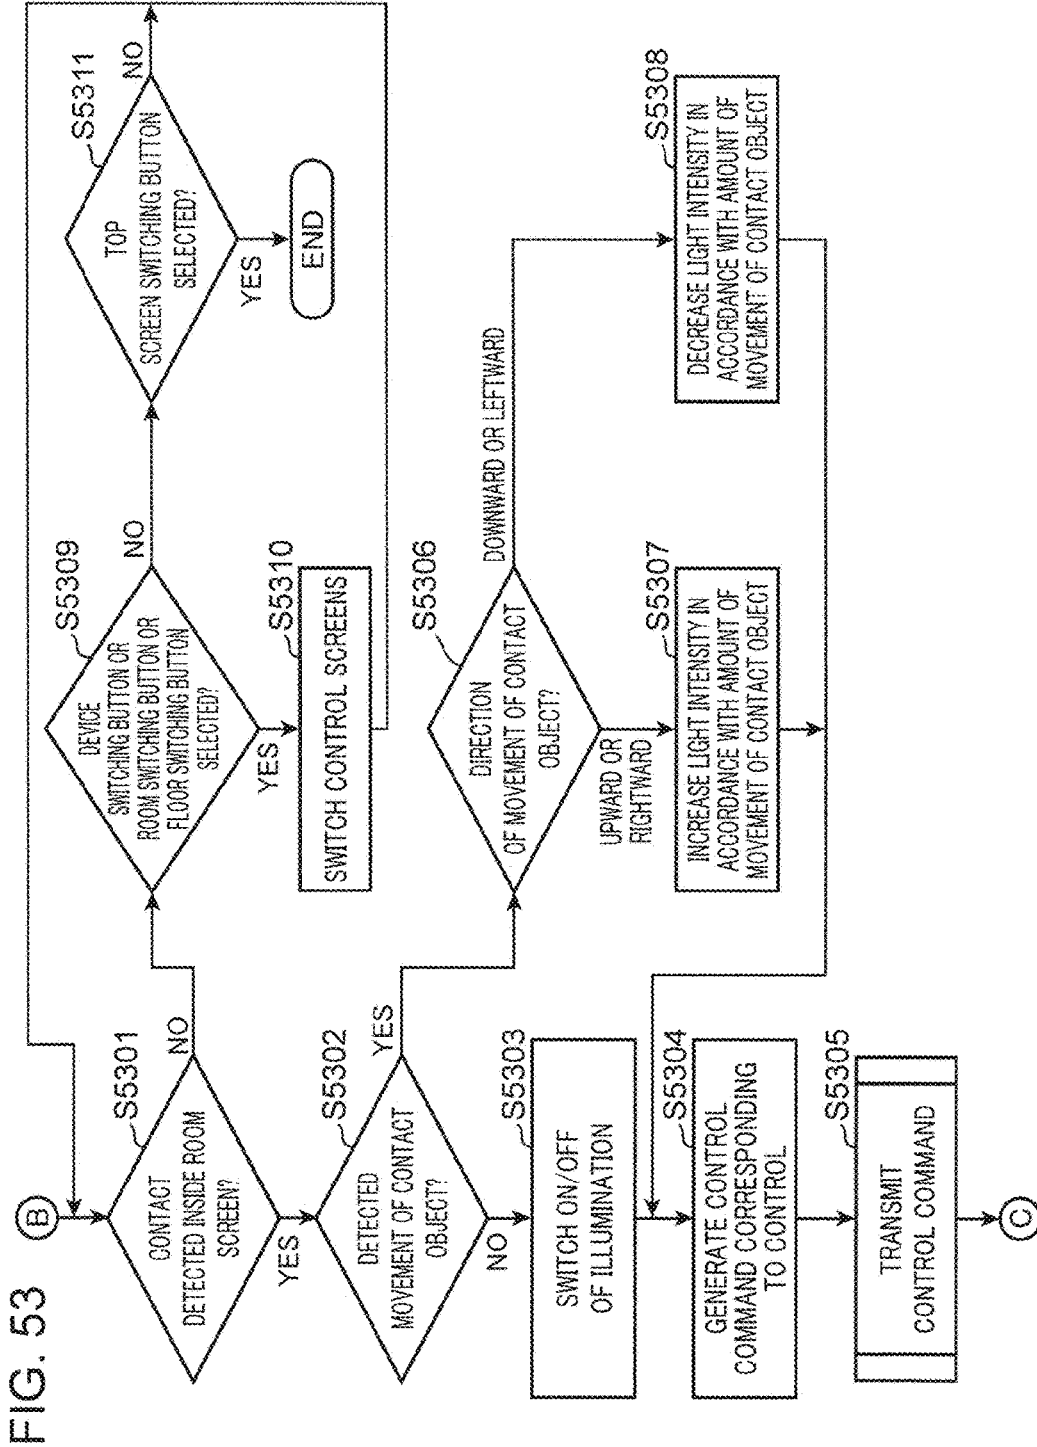 FIG. 53
B
S5301
CONTACT
DETECTED INSIDE ROOM
SCREEN?
NO
YES
S5302
DETECTED
MOVEMENT OF CONTACT
OBJECT?
YES
NO
S5303
SWITCH ON/OFF
OF ILLUMINATION
S5304
GENERATE CONTROL
COMMAND CORRESPONDING
TO CONTROL
S5305
TRANSMIT
CONTROL COMMAND
C
S5309
DEVICE
SWITCHING BUTTON OR
ROOM SWITCHING BUTTON OR
FLOOR SWITCHING BUTTON
SELECTED?
NO
YES
S5310
SWITCH CONTROL SCREENS
S5311
TOP
SCREEN SWITCHING BUTTON
SELECTED?
NO
YES
END
S5306
DIRECTION
OF MOVEMENT OF CONTACT
OBJECT?
DOWNWARD OR LEFTWARD
UPWARD OR
RIGHTWARD
S5307
INCREASE LIGHT INTENSITY IN
ACCORDANCE WITH AMOUNT OF
MOVEMENT OF CONTACT OBJECT
S5308
DECREASE LIGHT INTENSITY IN
ACCORDANCE WITH AMOUNT OF
MOVEMENT OF CONTACT OBJECT